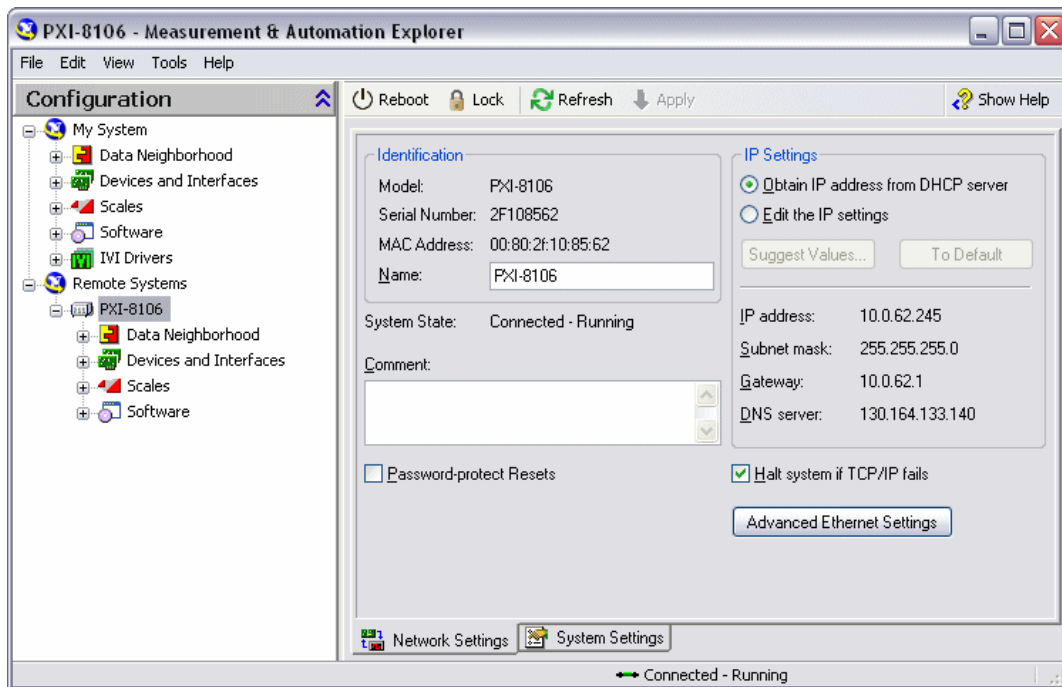 PXI-8106 - Measurement & Automation Explorer
File Edit View Tools Help
Configuration
My System
Data Neighborhood
Devices and Interfaces
Scales
Software
IVI Drivers
Remote Systems
PXI-8106
Data Neighborhood
Devices and Interfaces
Scales
Software
Reboot Lock Refresh Apply Show Help
Identification
Model: PXI-8106
Serial Number: 2F108562
MAC Address: 00:80:2f:10:85:62
Name: PXI-8106
System State: Connected - Running
Comment:
Password-protect Resets
IP Settings
Obtain IP address from DHCP server
Edit the IP settings
Suggest Values... To Default
IP address: 10.0.62.245
Subnet mask: 255.255.255.0
Gateway: 10.0.62.1
DNS server: 130.164.133.140
Halt system if TCP/IP fails
Advanced Ethernet Settings
Network Settings System Settings
Connected - Running